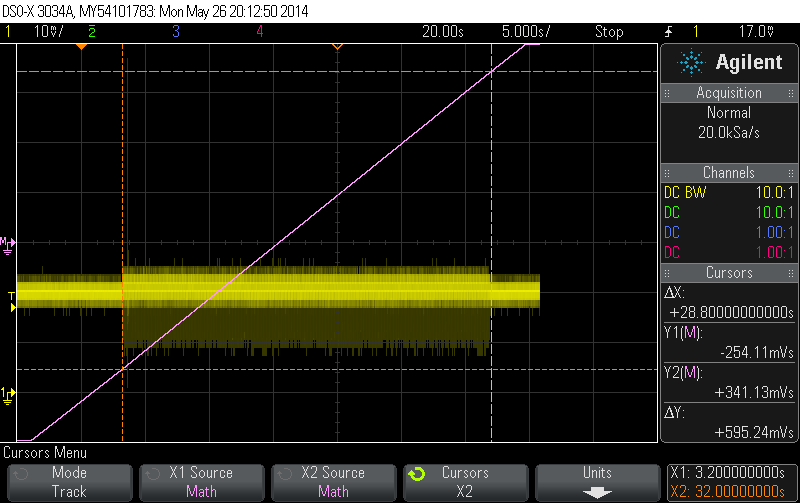 DSO-X 3034A, MY54101783: Mon May 26 20:12:50 2014
1 10mV/ 2 3 4 20.00s 5.000s/ Stop 1 17.0mV
Agilent
Acquisition
Normal
20.0kSa/s
Channels
DC BW 10.0:1
DC 10.0:1
DC 1.00:1
DC 1.00:1
Cursors
ΔX:
+28.80000000000s
Y1(M):
-254.11mVs
Y2(M):
+341.13mVs
ΔY:
+595.24mVs
M
T
1
Cursors Menu
Mode
Track
X1 Source
Math
X2 Source
Math
Cursors
X2
Units
X1: 3.200000000s
X2: 32.00000000s